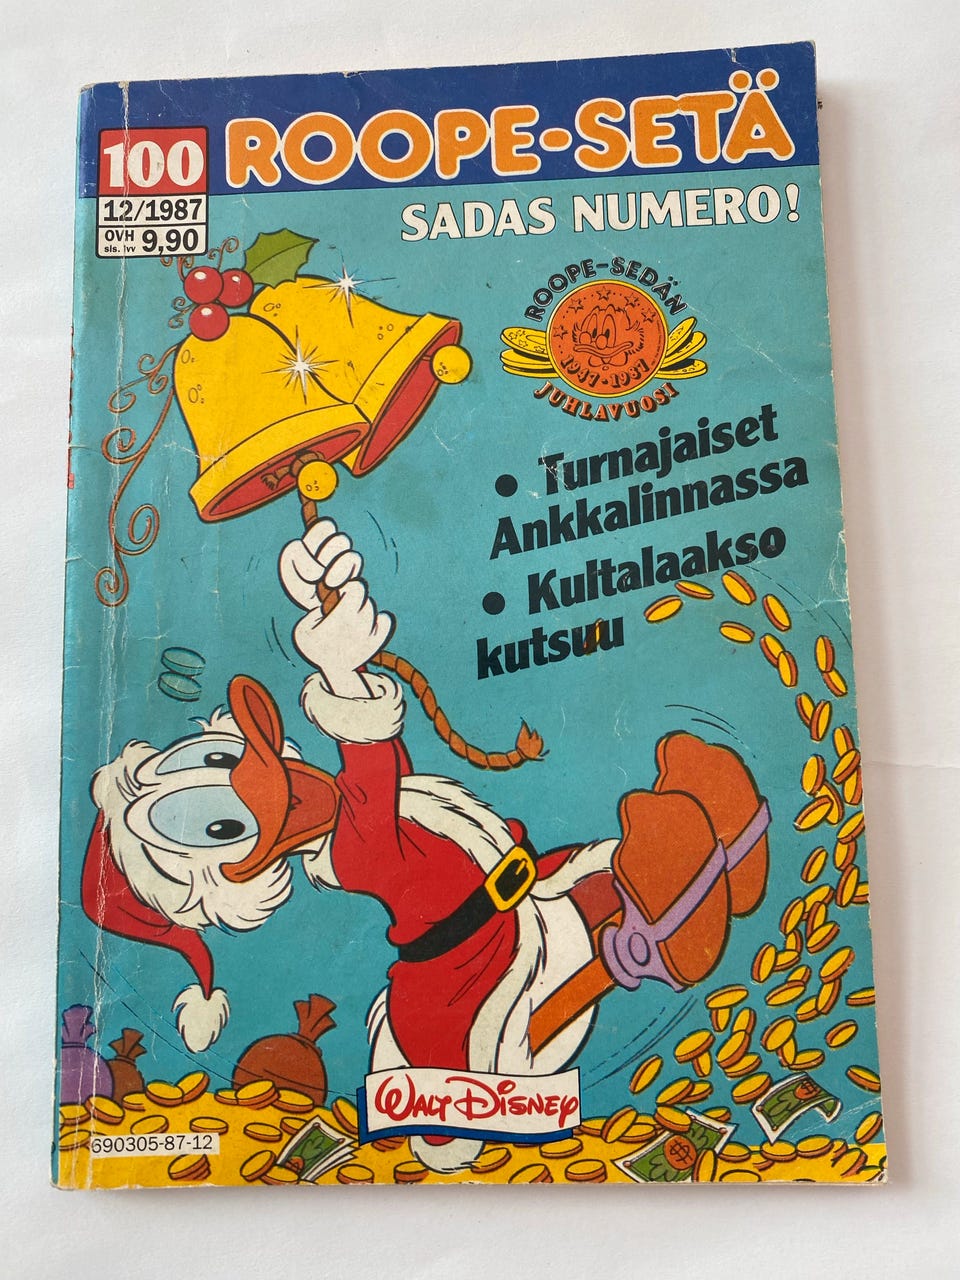 100
ROOPE-SETÄ
12/1987
OVH
sis. lvv 9,90
SADAS NUMERO!
ROOPE-SEDÄN
1947-1987
JUHLAVUOSI
• Turnajaiset
Ankkalinnassa
• Kultalaakso
kutsuu
WALT DISNEY
690305-87-12